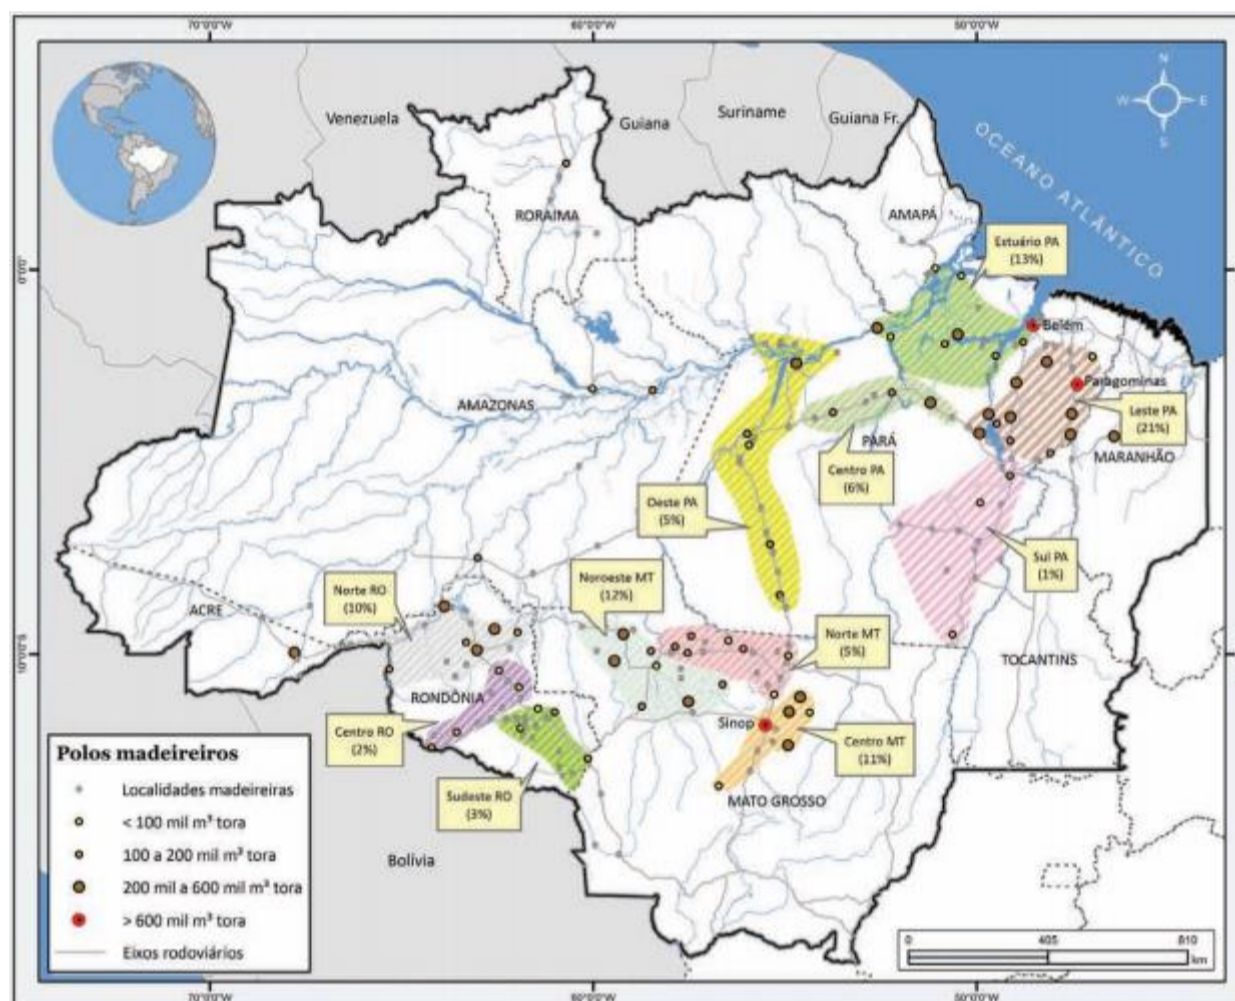 70°0'0"W
60°0'0"W
50°0'0"W
N
W
E
S
Venezuela
Guiana
Suriname
Guiana Fr.
OCEANO ATLÂNTICO
RORAIMA
AMAPÁ
Estuário PA
(13%)
0°0'0"
Belém
Paragominas
AMAZONAS
Leste PA
(21%)
PARÁ
MARANHÃO
Centro PA
(6%)
Oeste PA
(5%)
Sul PA
(1%)
Norte RO
(10%)
Noroeste MT
(12%)
ACRE
Norte MT
(5%)
10°0'0"S
TOCANTINS
RONDÔNIA
Centro RO
(2%)
Sinop
Centro MT
(11%)
Sudeste RO
(3%)
MATO GROSSO
Bolívia
Polos madeireiros
Localidades madeireiras
< 100 mil m³ tora
100 a 200 mil m³ tora
200 mil a 600 mil m³ tora
> 600 mil m³ tora
Eixos rodoviários
0
405
810
km
70°0'0"W
60°0'0"W
50°0'0"W